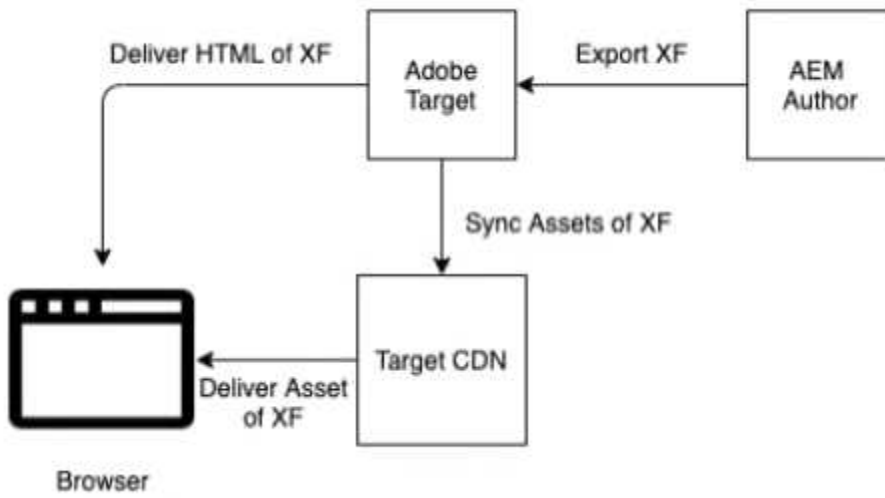 Deliver HTML of XF
Adobe
Target
Export XF
AEM
Author
Sync Assets of XF
Target CDN
Deliver Asset
of XF
Browser